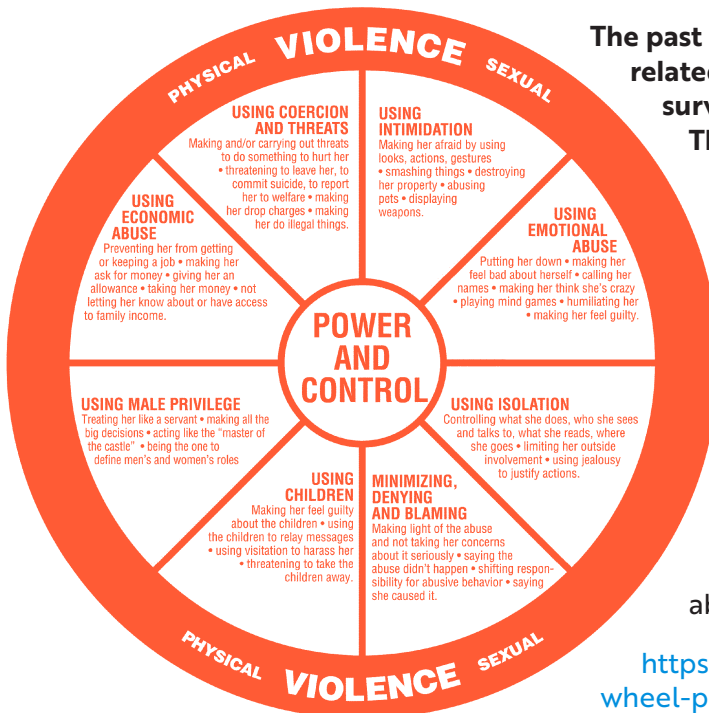 PHYSICAL VIOLENCE SEXUAL
The past
related
surv
Th
USING COERCION
AND THREATS
Making and/or carrying out threats
to do something to hurt her
• threatening to leave her, to
commit suicide, to report
her to welfare • making
her drop charges • making
her do illegal things.
USING
INTIMIDATION
Making her afraid by using
looks, actions, gestures
• smashing things • destroying
her property • abusing
pets • displaying
weapons.
USING
ECONOMIC
ABUSE
Preventing her from getting
or keeping a job • making her
ask for money • giving her an
allowance • taking her money • not
letting her know about or have access
to family income.
USING
EMOTIONAL
ABUSE
Putting her down • making her
feel bad about herself • calling her
names • making her think she's crazy
• playing mind games • humiliating her
• making her feel guilty.
POWER
AND
CONTROL
USING MALE PRIVILEGE
Treating her like a servant • making all the
big decisions • acting like the "master of
the castle" • being the one to
define men's and women's roles
USING ISOLATION
Controlling what she does, who she sees
and talks to, what she reads, where
she goes • limiting her outside
involvement • using jealousy
to justify actions.
USING
CHILDREN
Making her feel guilty
about the children • using
the children to relay messages
• using visitation to harass her
• threatening to take the
children away.
MINIMIZING,
DENYING
AND BLAMING
Making light of the abuse
and not taking her concerns
about it seriously • saying the
abuse didn't happen • shifting respon-
sibility for abusive behavior • saying
she caused it.
PHYSICAL VIOLENCE SEXUAL
ab
https
wheel-p